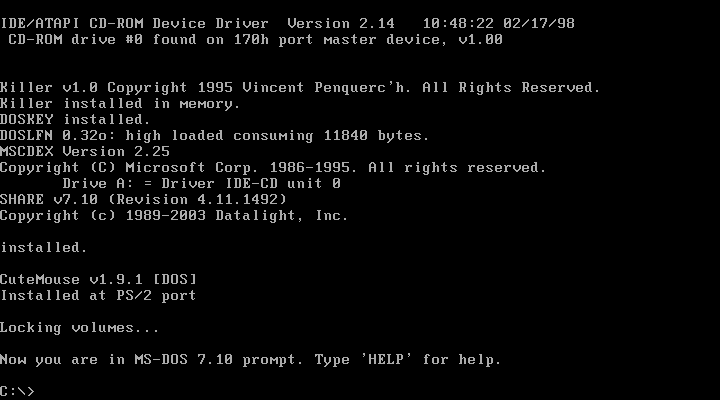 IDE/ATAPI CD-ROM Device Driver  Version 2.14   10:48:22 02/17/98
 CD-ROM drive #0 found on 170h port master device, v1.00
Killer v1.0 Copyright 1995 Vincent Penquerc'h. All Rights Reserved.
Killer installed in memory.
DOSKEY installed.
DOSLFN 0.32o: high loaded consuming 11840 bytes.
MSCDEX Version 2.25
Copyright (C) Microsoft Corp. 1986-1995. All rights reserved.
        Drive A: = Driver IDE-CD unit 0
SHARE v7.10 (Revision 4.11.1492)
Copyright (c) 1989-2003 Datalight, Inc.
installed.
CuteMouse v1.9.1 [DOS]
Installed at PS/2 port
Locking volumes...
Now you are in MS-DOS 7.10 prompt. Type 'HELP' for help.
C:\>